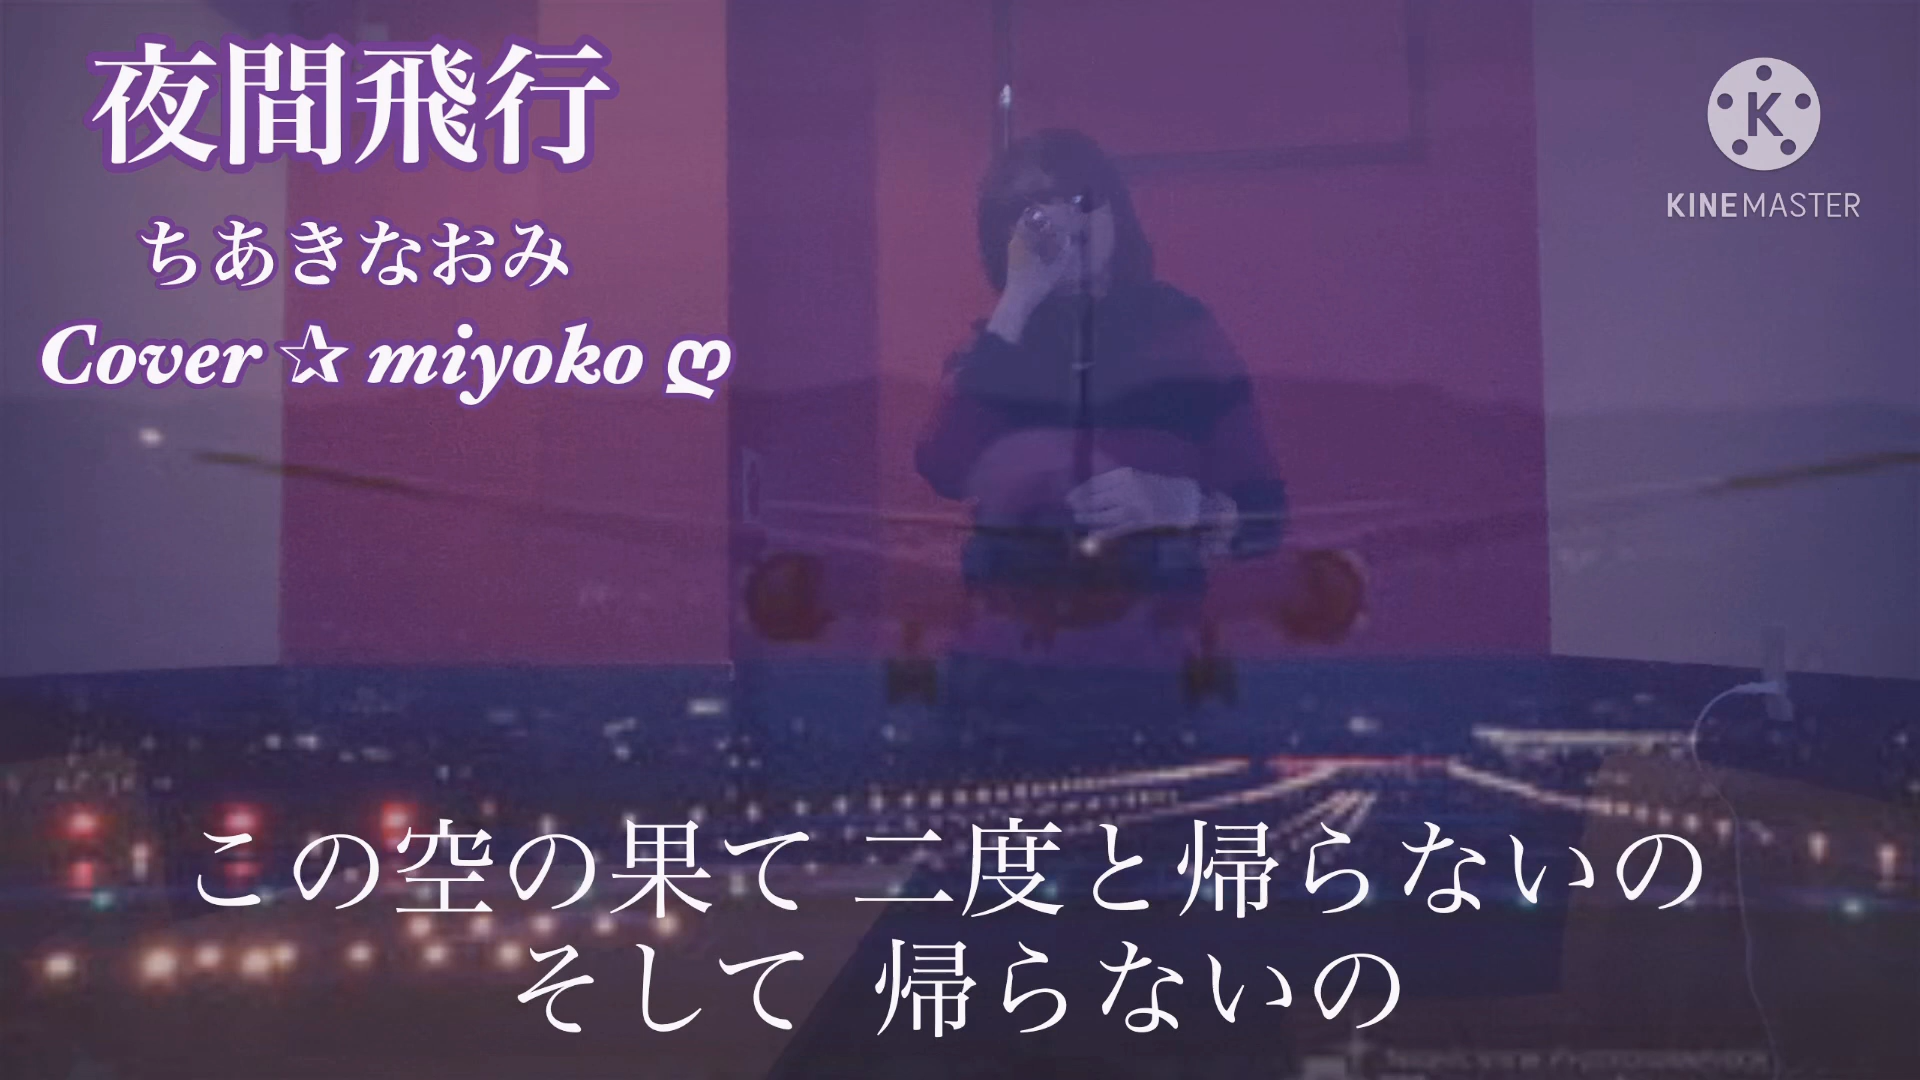 夜間飛行
ちあきなおみ
Cover ☆ miyoko ღ
K
KINEMASTER
この空の果て 二度と帰らないの
そして 帰らないの